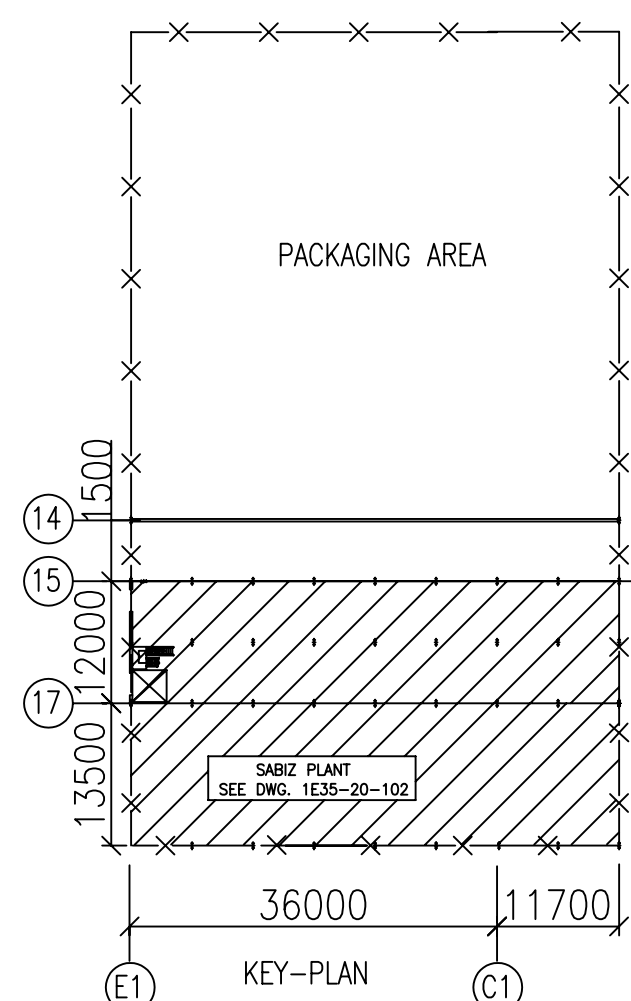 PACKAGING AREA
1500
14
15
12000
17
13500
SABIZ PLANT
SEE DWG. 1E35-20-102
36000
11700
E1
KEY-PLAN
C1